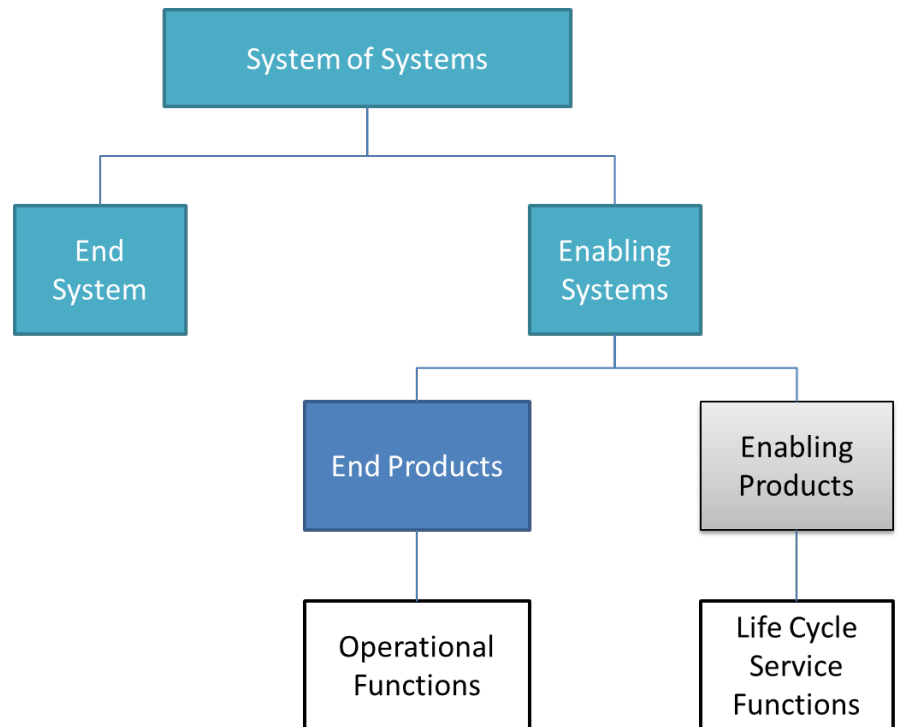 System of Systems
End
System
Enabling
Systems
End Products
Enabling
Products
Operational
Functions
Life Cycle
Service
Functions